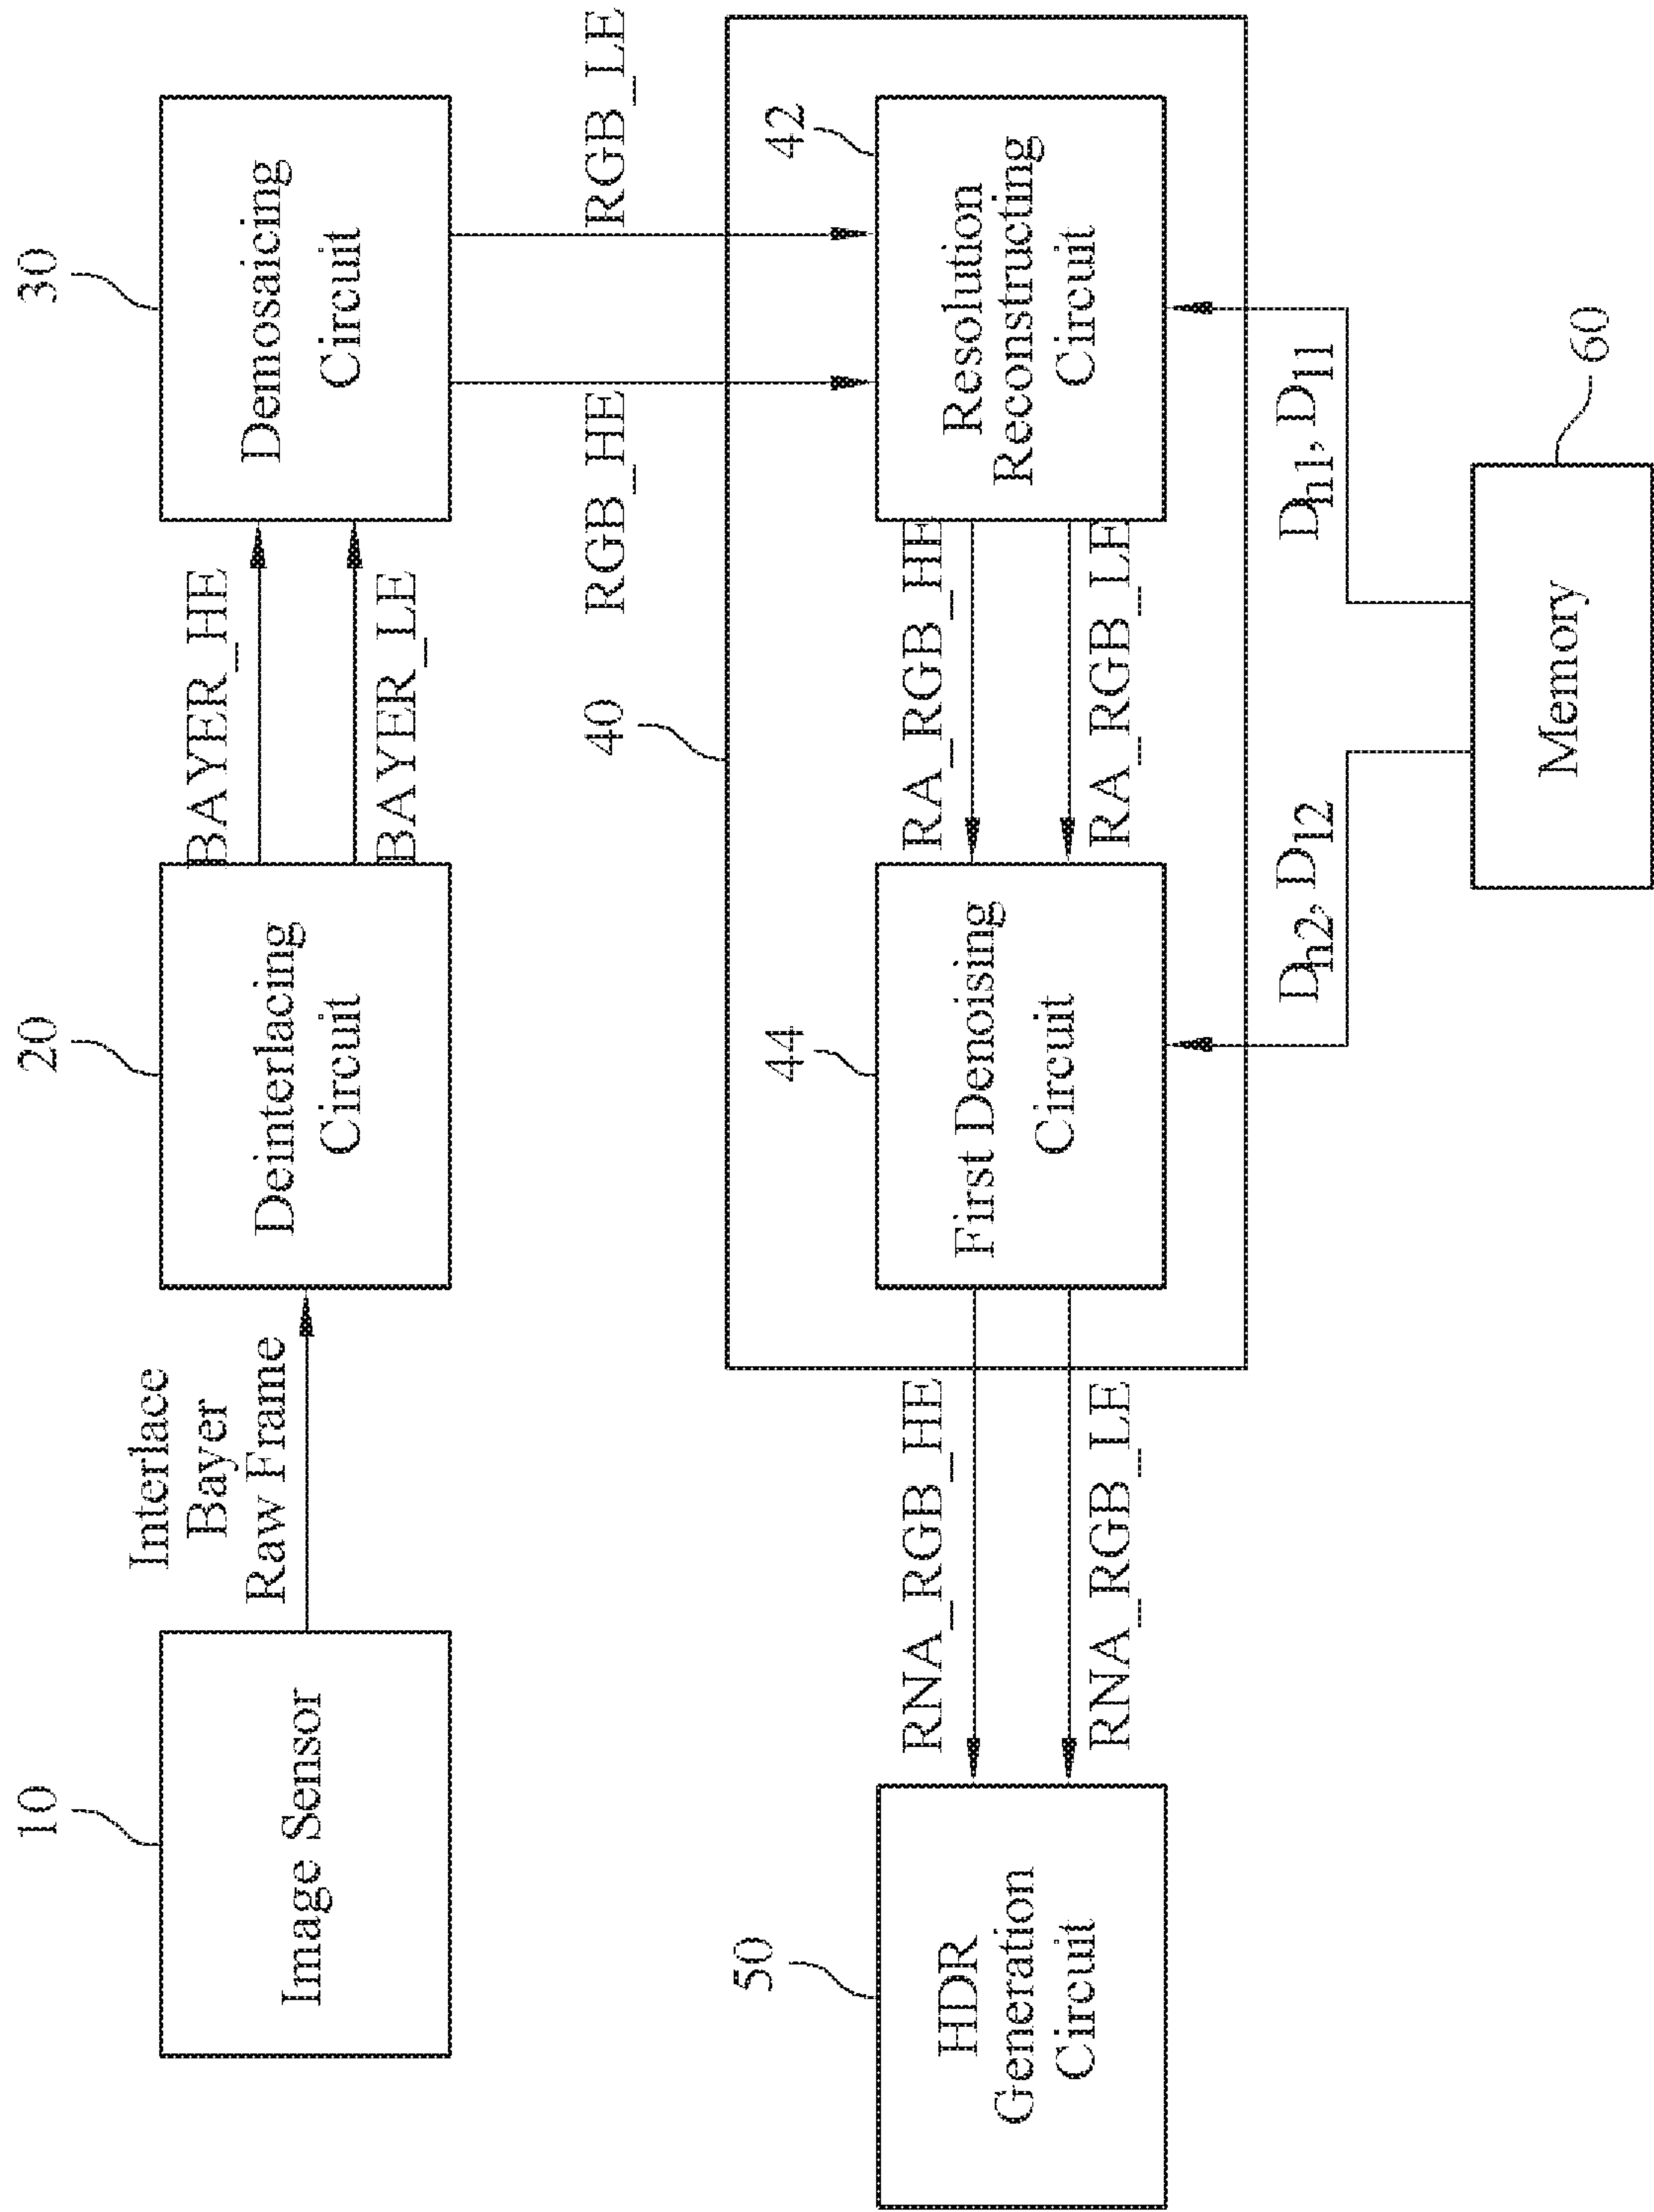 10
Image Sensor
Interlace
Bayer
Raw Frame
20
Deinterlacing
Circuit
BAYER_HE
BAYER_LE
30
Demosaicing
Circuit
RGB_HE
RGB_LE
40
42
Resolution
Reconstructing
Circuit
RA_RGB_HE
RA_RGB_LE
44
First Denoising
Circuit
RNA_RGB_HE
RNA_RGB_LE
50
HDR
Generation
Circuit
Dh2, Dl2
Dh1, Dl1
Memory
60